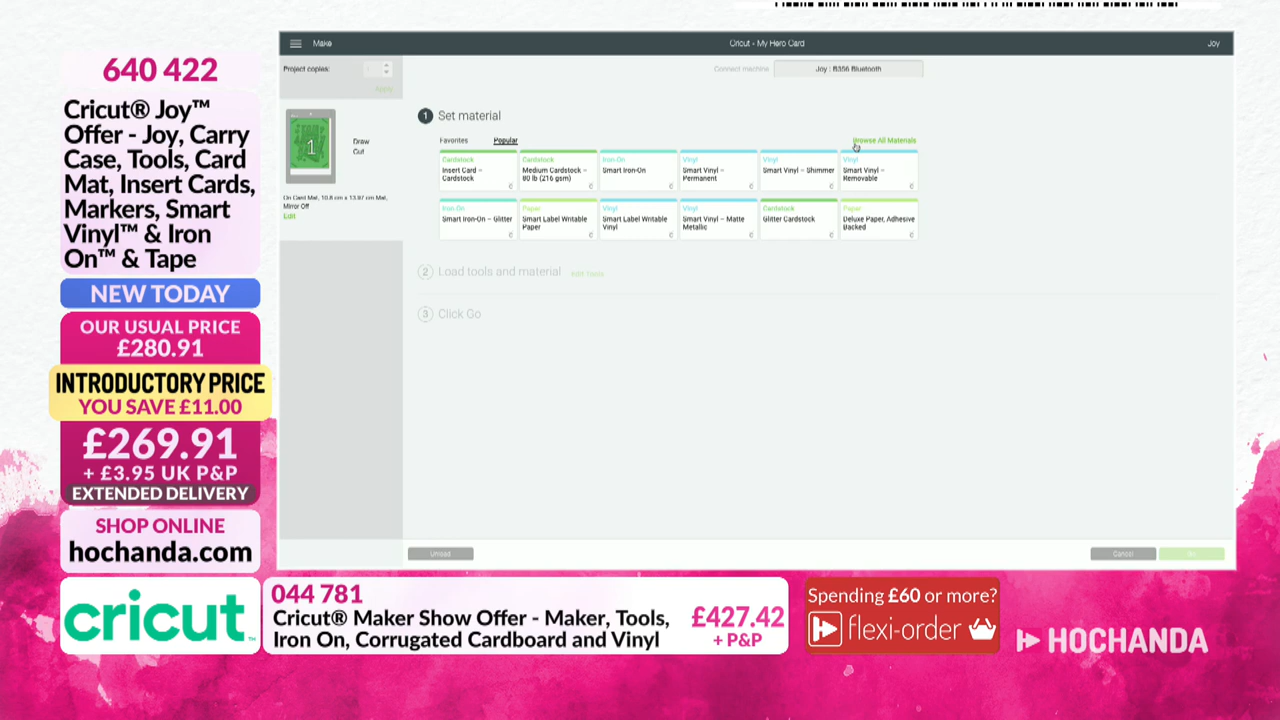 640 422
Cricut® Joy™
Offer - Joy, Carry
Case, Tools, Card
Mat, Insert Cards,
Markers, Smart
Vinyl™ & Iron
On™ & Tape
NEW TODAY
OUR USUAL PRICE
£280.91
INTRODUCTORY PRICE
YOU SAVE £11.00
£269.91
+ £3.95 UK P&P
EXTENDED DELIVERY
SHOP ONLINE
hochanda.com
Make
Cricut - My Hero Card
Joy
Project copies:
Apply
Connect machine
Joy : B356 Bluetooth
1
Draw
Cut
On Card Mat, 10.8 cm x 13.97 cm Mat,
Mirror Off
Edit
1 Set material
Favorites Popular
Browse All Materials
Cardstock
Insert Card –
Cardstock
Cardstock
Medium Cardstock –
80 lb (216 gsm)
Iron-On
Smart Iron-On
Vinyl
Smart Vinyl –
Permanent
Vinyl
Smart Vinyl – Shimmer
Vinyl
Smart Vinyl –
Removable
Iron-On
Smart Iron-On – Glitter
Paper
Smart Label Writable
Paper
Vinyl
Smart Label Writable
Vinyl
Vinyl
Smart Vinyl – Matte
Metallic
Cardstock
Glitter Cardstock
Paper
Deluxe Paper, Adhesive
Backed
2 Load tools and material Edit Tools
3 Click Go
Unload
Cancel
cricut™
044 781
Cricut® Maker Show Offer - Maker, Tools,
Iron On, Corrugated Cardboard and Vinyl
£427.42
+ P&P
Spending £60 or more?
flexi-order
HOCHANDA